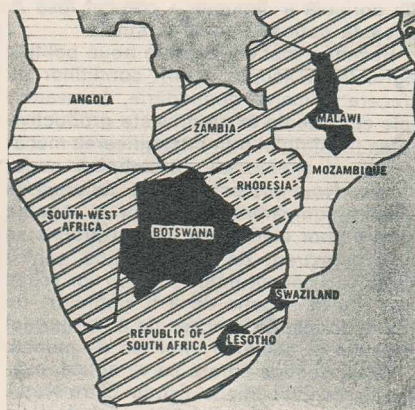 ANGOLA
ZAMBIA
MALAWI
MOZAMBIQUE
RHODESIA
SOUTH-WEST
AFRICA
BOTSWANA
SWAZILAND
REPUBLIC OF
SOUTH AFRICA
LESOTHO